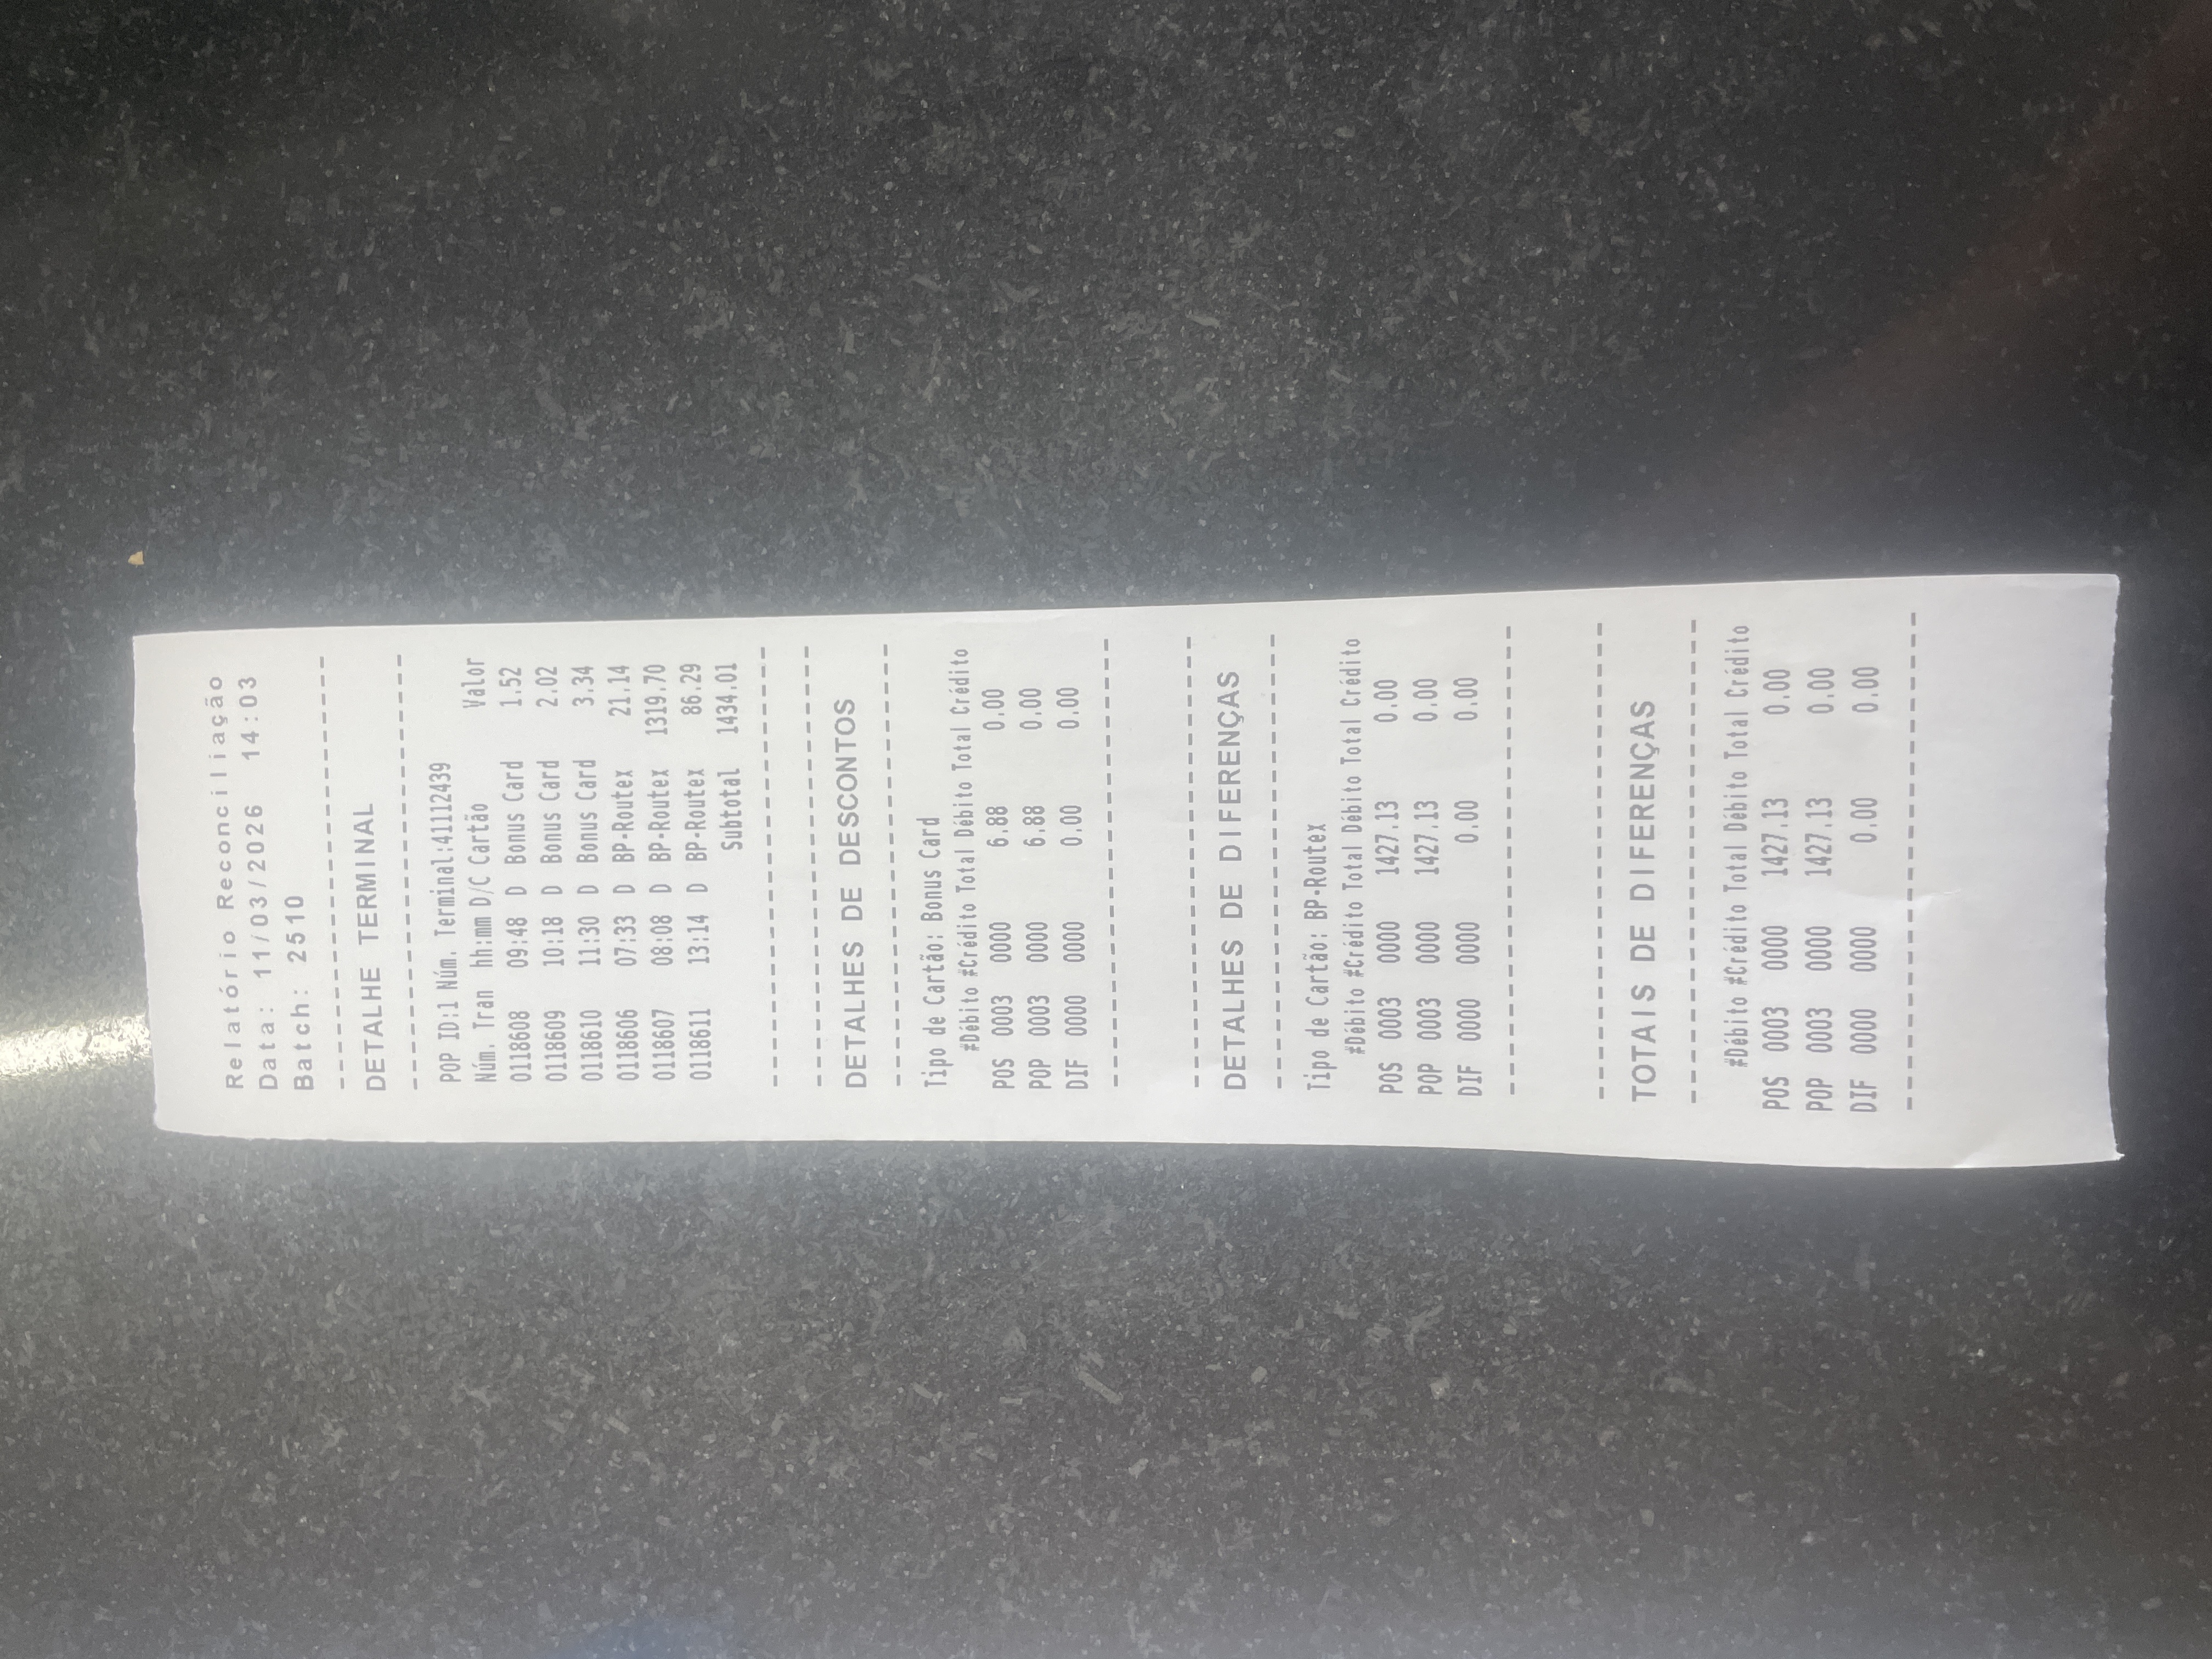 Relatório Reconciliação
Data: 11/03/2026 14:03
Batch: 2510
DETALHE TERMINAL
POP ID:1 Núm. Terminal:41112439
Núm. Tran hh:mm D/C Cartão Valor
0118608 09:48 D Bonus Card 1.52
0118609 10:18 D Bonus Card 2.02
0118610 11:30 D Bonus Card 3.34
0118606 07:33 D BP-Routex 21.14
0118607 08:08 D BP-Routex 1319.70
0118611 13:14 D BP-Routex 86.29
Subtotal 1434.01
DETALHES DE DESCONTOS
Tipo de Cartão: Bonus Card
#Débito #Crédito Total Débito Total Crédito
POS 0003 0000 6.88 0.00
POP 0003 0000 6.88 0.00
DIF 0000 0000 0.00 0.00
DETALHES DE DIFERENÇAS
Tipo de Cartão: BP-Routex
#Débito #Crédito Total Débito Total Crédito
POS 0003 0000 1427.13 0.00
POP 0003 0000 1427.13 0.00
DIF 0000 0000 0.00 0.00
TOTAIS DE DIFERENÇAS
#Débito #Crédito Total Débito Total Crédito
POS 0003 0000 1427.13 0.00
POP 0003 0000 1427.13 0.00
DIF 0000 0000 0.00 0.00